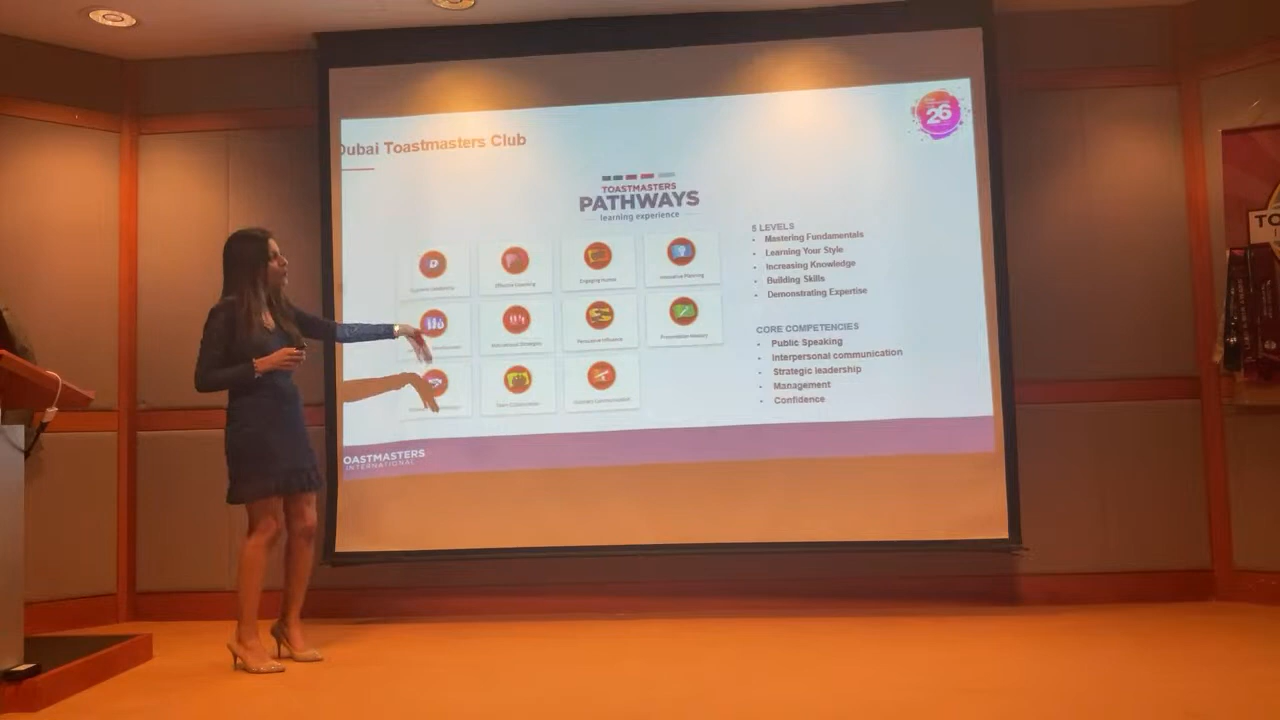 Dubai Toastmasters Club
26
TOASTMASTERS
PATHWAYS
learning experience
Effective Coaching
Engaging Humor
Innovative Planning
Motivational Strategies
Persuasive Influence
Presentation Mastery
Team Collaboration
Visionary Communication
5 LEVELS
• Mastering Fundamentals
• Learning Your Style
• Increasing Knowledge
• Building Skills
• Demonstrating Expertise
CORE COMPETENCIES
• Public Speaking
• Interpersonal communication
• Strategic leadership
• Management
• Confidence
OASTMASTERS
INTERNATIONAL